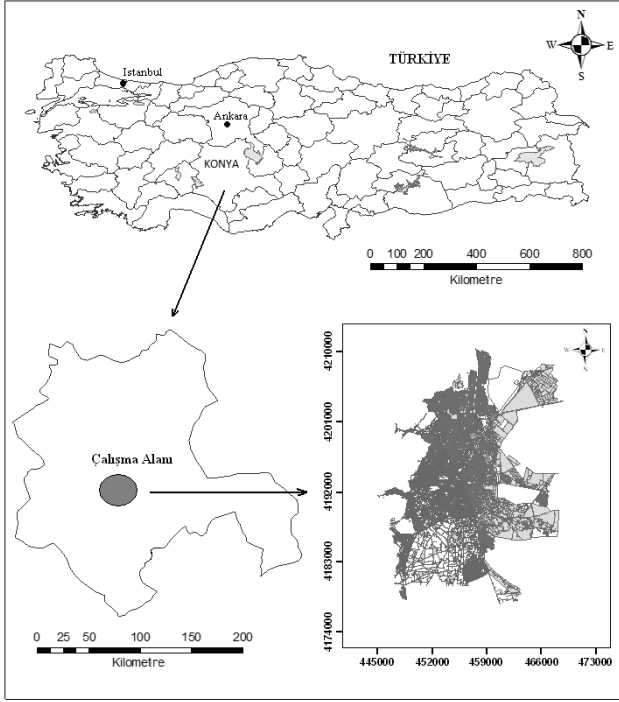 N
TÜRKİYE
W E
S
İstanbul
Ankara
KONYA
0 100 200 400 600 800
Kilometre
Çalışma Alanı
0 25 50 100 150 200
Kilometre
N
W E
S
4210000
4201000
4192000
4183000
4174000
445000 452000 459000 466000 473000